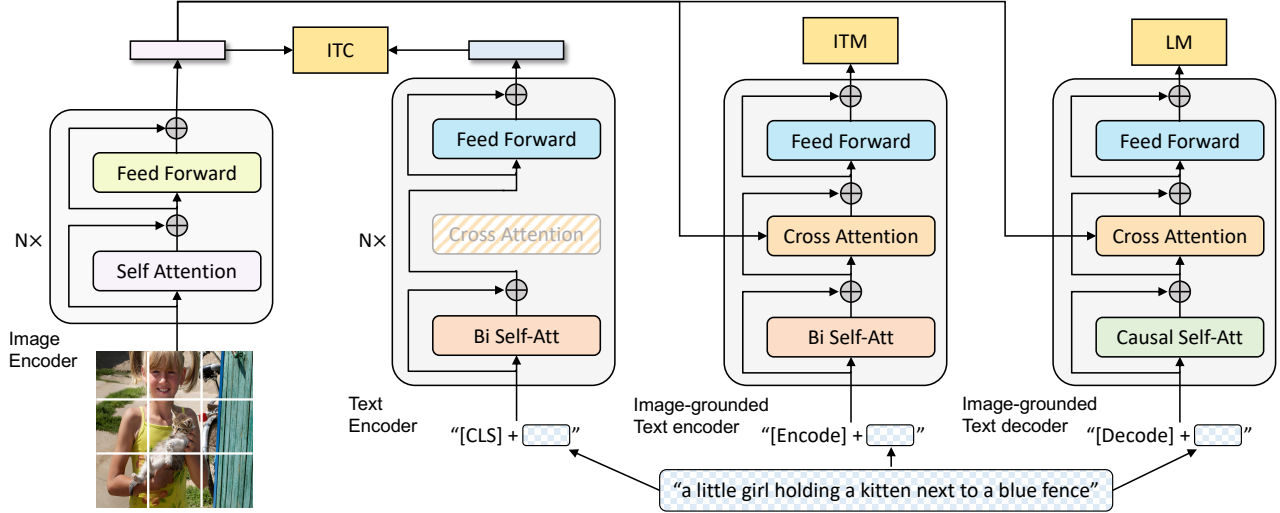 ITC
ITM
LM
Feed Forward
Self Attention
N×
Image
Encoder
Feed Forward
Cross Attention
Bi Self-Att
N×
Text
Encoder
"[CLS] + "
Feed Forward
Cross Attention
Bi Self-Att
Image-grounded
Text encoder
"[Encode] + "
Feed Forward
Cross Attention
Causal Self-Att
Image-grounded
Text decoder
"[Decode] + "
"a little girl holding a kitten next to a blue fence"